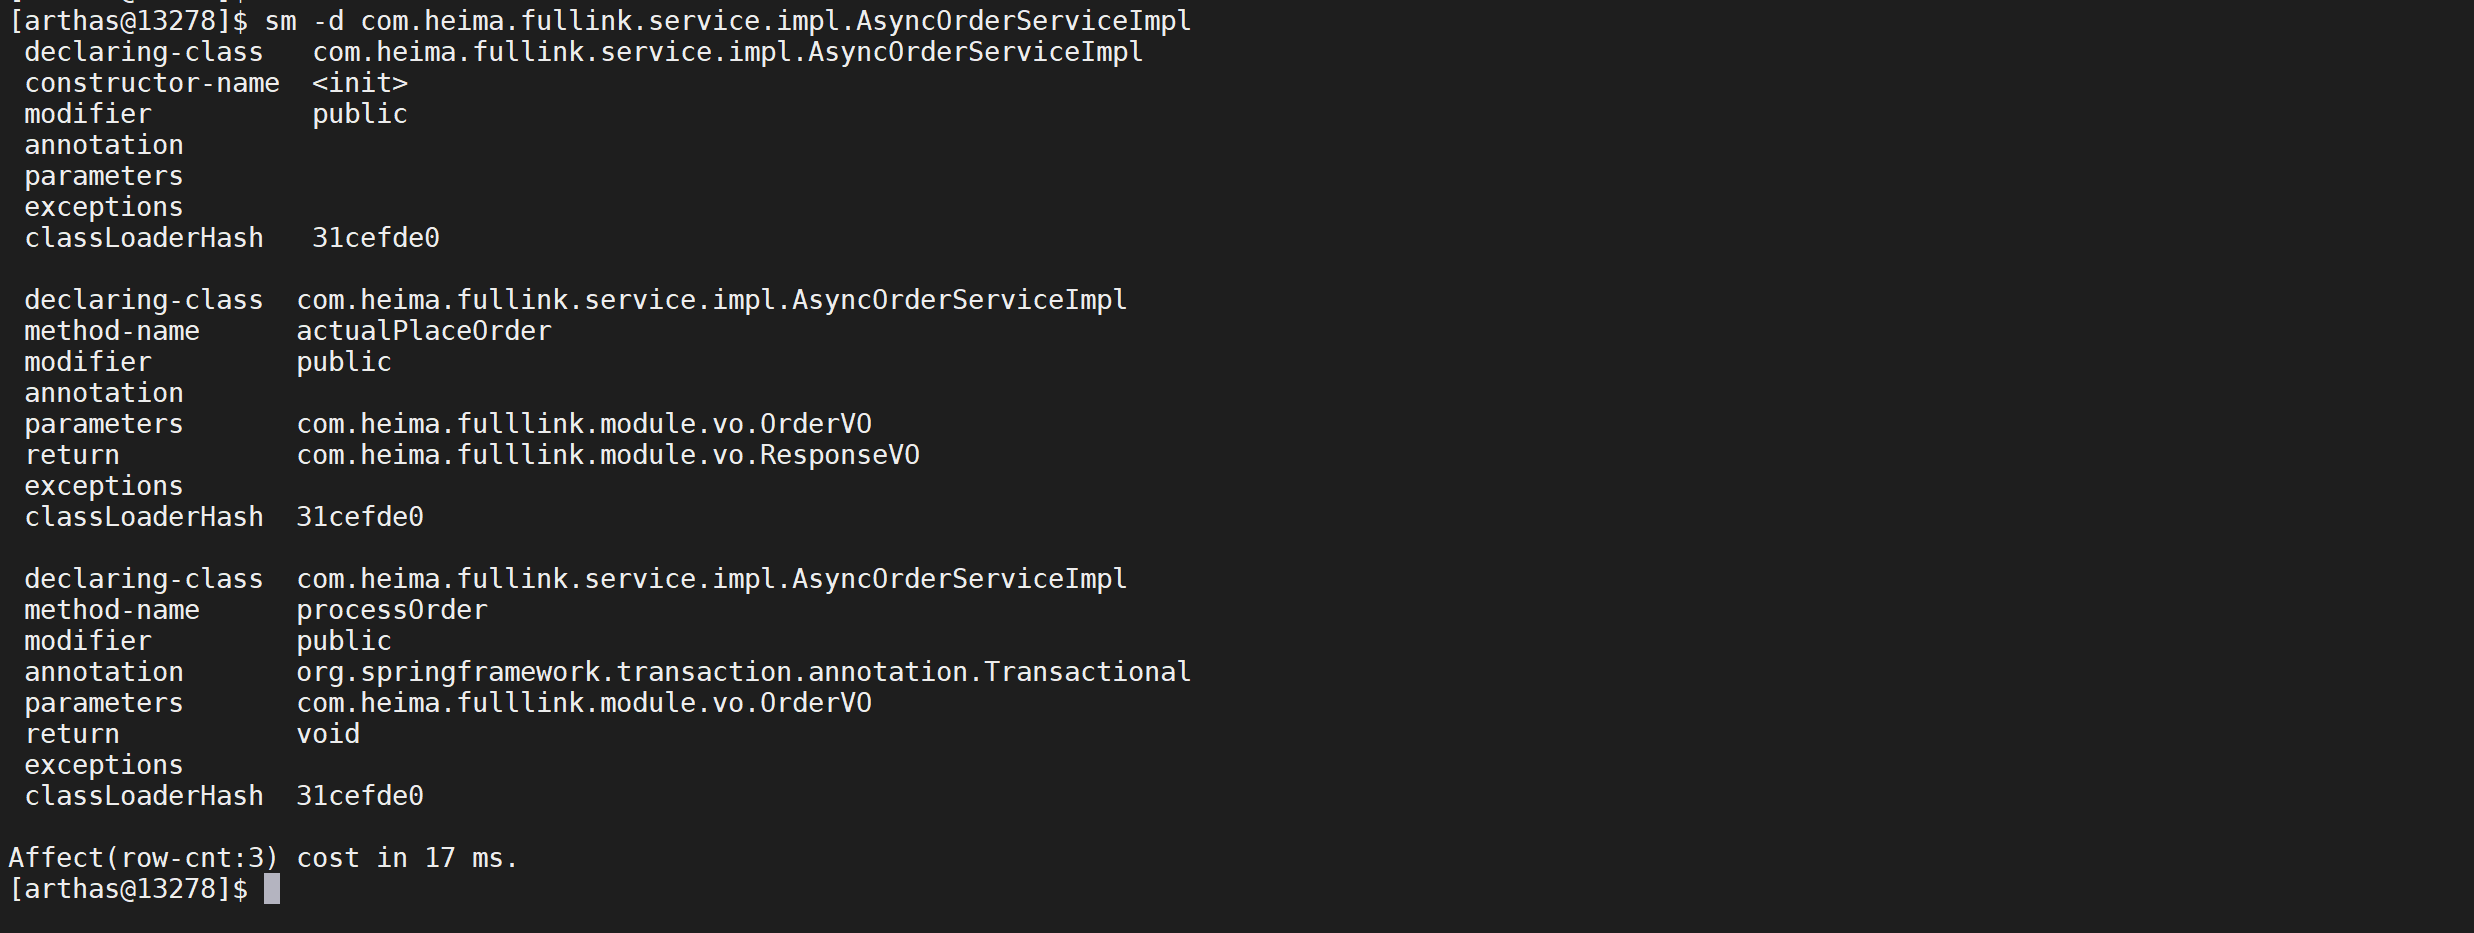 [arthas@13278]$ sm -d com.heima.fullink.service.impl.AsyncOrderServiceImpl
declaring-class com.heima.fullink.service.impl.AsyncOrderServiceImpl
constructor-name <init>
modifier public
annotation
parameters
exceptions
classLoaderHash 31cefde0
declaring-class com.heima.fullink.service.impl.AsyncOrderServiceImpl
method-name actualPlaceOrder
modifier public
annotation
parameters com.heima.fulllink.module.vo.OrderVO
return com.heima.fulllink.module.vo.ResponseVO
exceptions
classLoaderHash 31cefde0
declaring-class com.heima.fullink.service.impl.AsyncOrderServiceImpl
method-name processOrder
modifier public
annotation org.springframework.transaction.annotation.Transactional
parameters com.heima.fulllink.module.vo.OrderVO
return void
exceptions
classLoaderHash 31cefde0
Affect(row-cnt:3) cost in 17 ms.
[arthas@13278]$